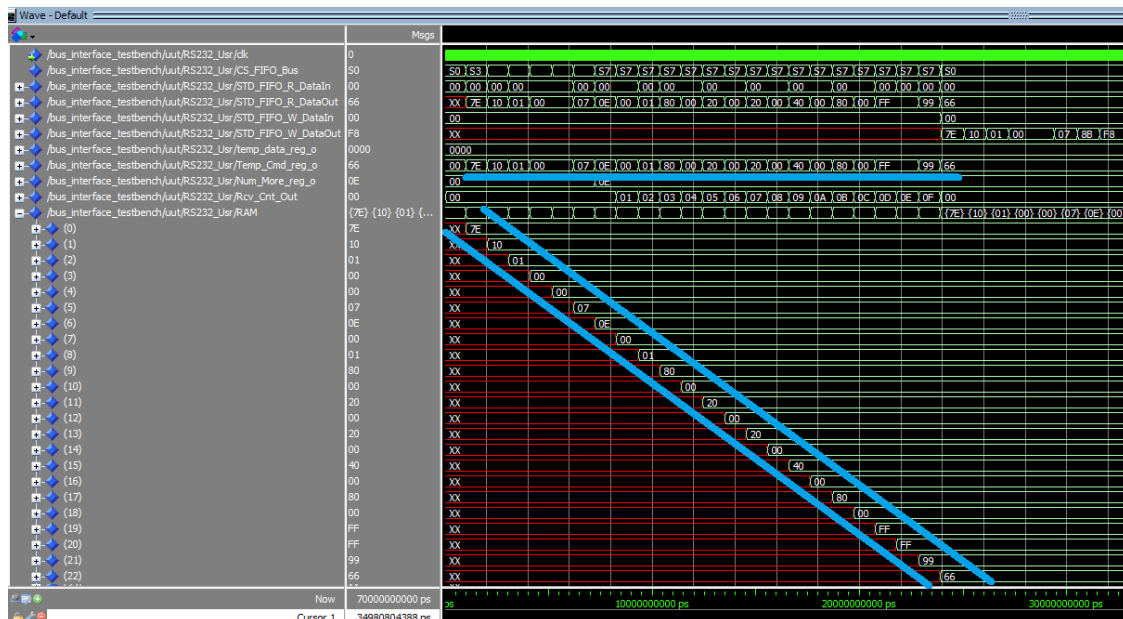 Wave - Default
Msgs
/bus_interface_testbench/uut/RS232_Usr/clk 0
/bus_interface_testbench/uut/RS232_Usr/CS_FIFO_Bus S0 S0 S3 S7 S7 S7 S7 S7 S7 S7 S7 S7 S7 S7 S7 S7 S7 S7 S7 S0
/bus_interface_testbench/uut/RS232_Usr/STD_FIFO_R_DataIn 00 00 00 00 00 00 00 00 00 00 00 00 00 00 00 00
/bus_interface_testbench/uut/RS232_Usr/STD_FIFO_R_DataOut 66 XX 7E 10 01 00 07 0E 00 01 80 00 20 00 20 00 40 00 80 00 FF 99 66
/bus_interface_testbench/uut/RS232_Usr/STD_FIFO_W_DataIn 00 00 00
/bus_interface_testbench/uut/RS232_Usr/STD_FIFO_W_DataOut F8 XX 7E 10 01 00 07 8B F8
/bus_interface_testbench/uut/RS232_Usr/temp_data_reg_o 0000 0000
/bus_interface_testbench/uut/RS232_Usr/Temp_Cmd_reg_o 66 00 7E 10 01 00 07 0E 00 01 80 00 20 00 20 00 40 00 80 00 FF 99 66
/bus_interface_testbench/uut/RS232_Usr/Num_More_reg_o 0E 00 0E
/bus_interface_testbench/uut/RS232_Usr/Rcv_Cnt_Out 00 00 01 02 03 04 05 06 07 08 09 0A 0B 0C 0D 0E 0F 00
/bus_interface_testbench/uut/RS232_Usr/RAM {7E} {10} {01} {... {7E} {10} {01} {00} {00} {07} {0E} {00
(0) 7E XX 7E
(1) 10 XX 10
(2) 01 XX 01
(3) 00 XX 00
(4) 00 XX 00
(5) 07 XX 07
(6) 0E XX 0E
(7) 00 XX 00
(8) 01 XX 01
(9) 80 XX 80
(10) 00 XX 00
(11) 20 XX 20
(12) 00 XX 00
(13) 20 XX 20
(14) 00 XX 00
(15) 40 XX 40
(16) 00 XX 00
(17) 80 XX 80
(18) 00 XX 00
(19) FF XX FF
(20) FF XX FF
(21) 99 XX 99
(22) 66 XX 66
Now 70000000000 ps ps 10000000000 ps 20000000000 ps 30000000000 ps
Cursor 1 34980804388 ps